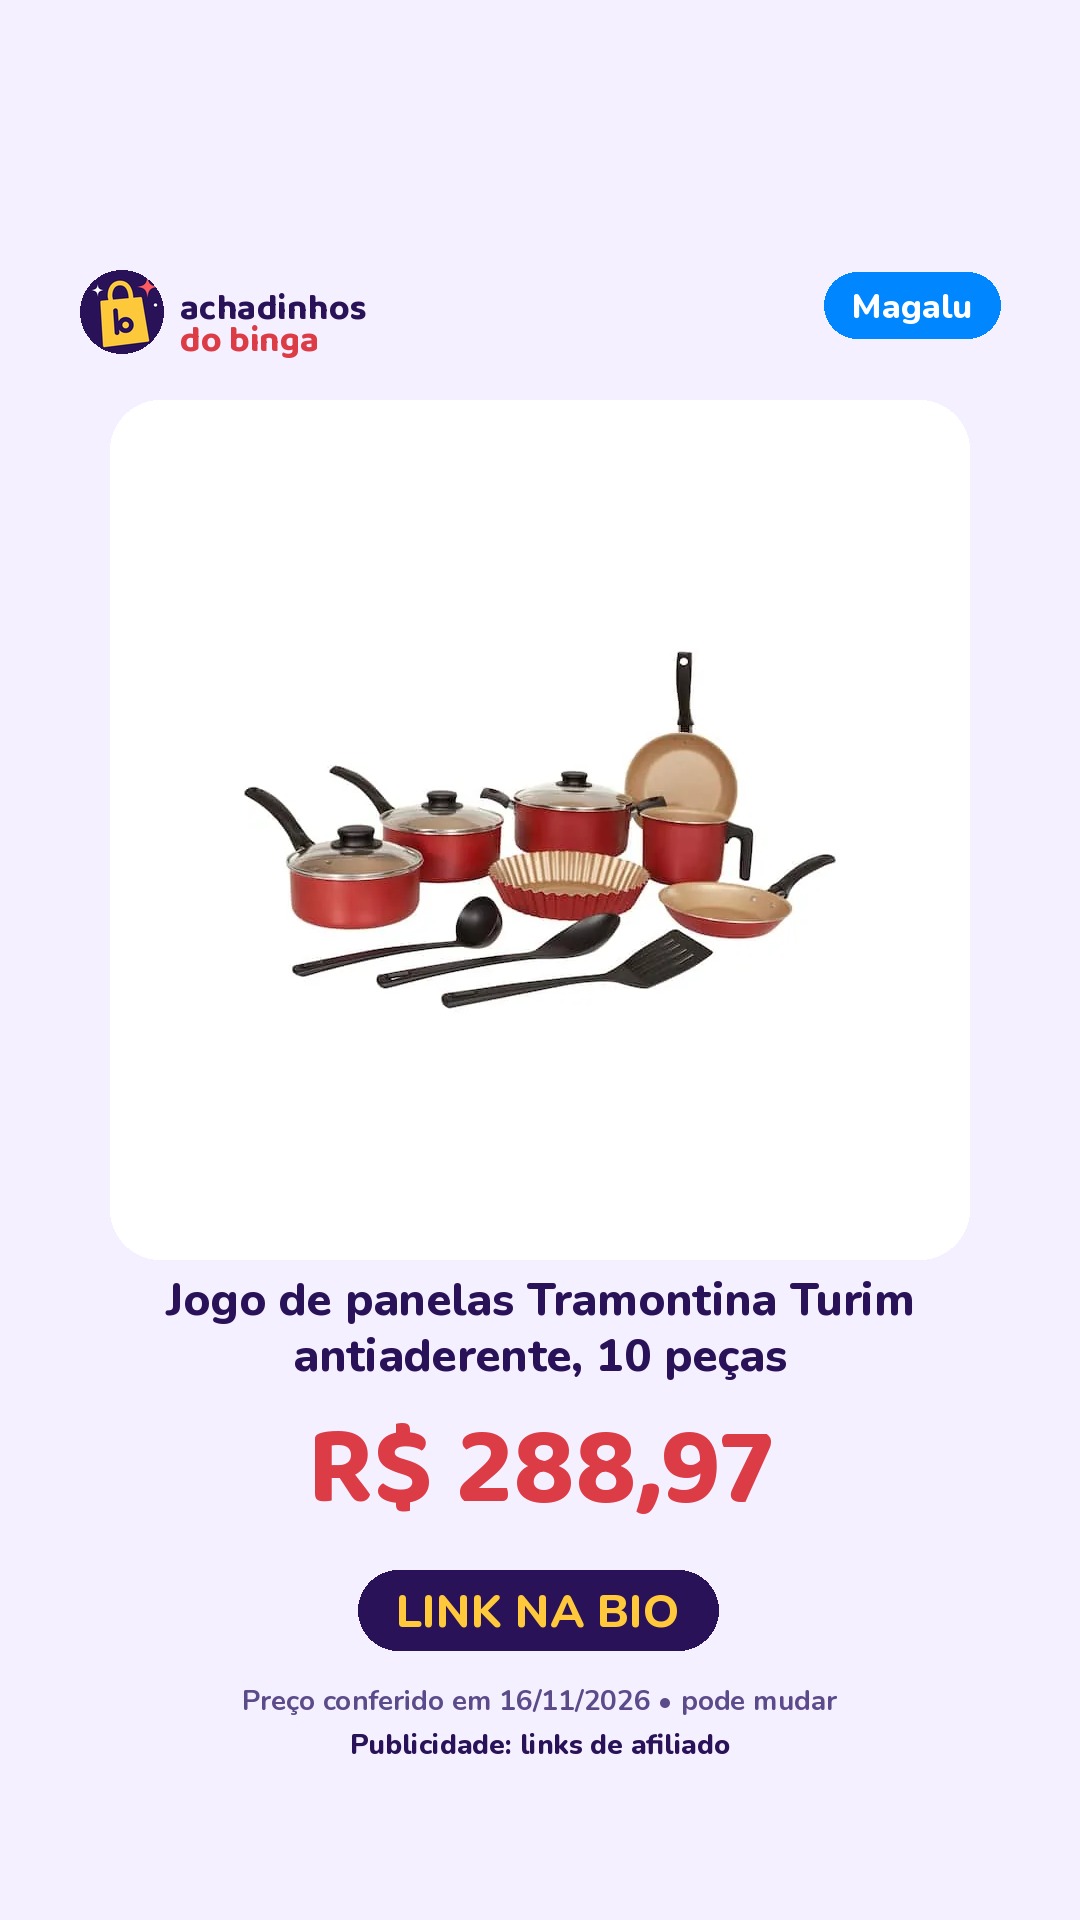 b
achadinhos
do binga
Magalu
Jogo de panelas Tramontina Turim
antiaderente, 10 peças
R$ 288,97
LINK NA BIO
Preço conferido em 16/11/2026 • pode mudar
Publicidade: links de afiliado